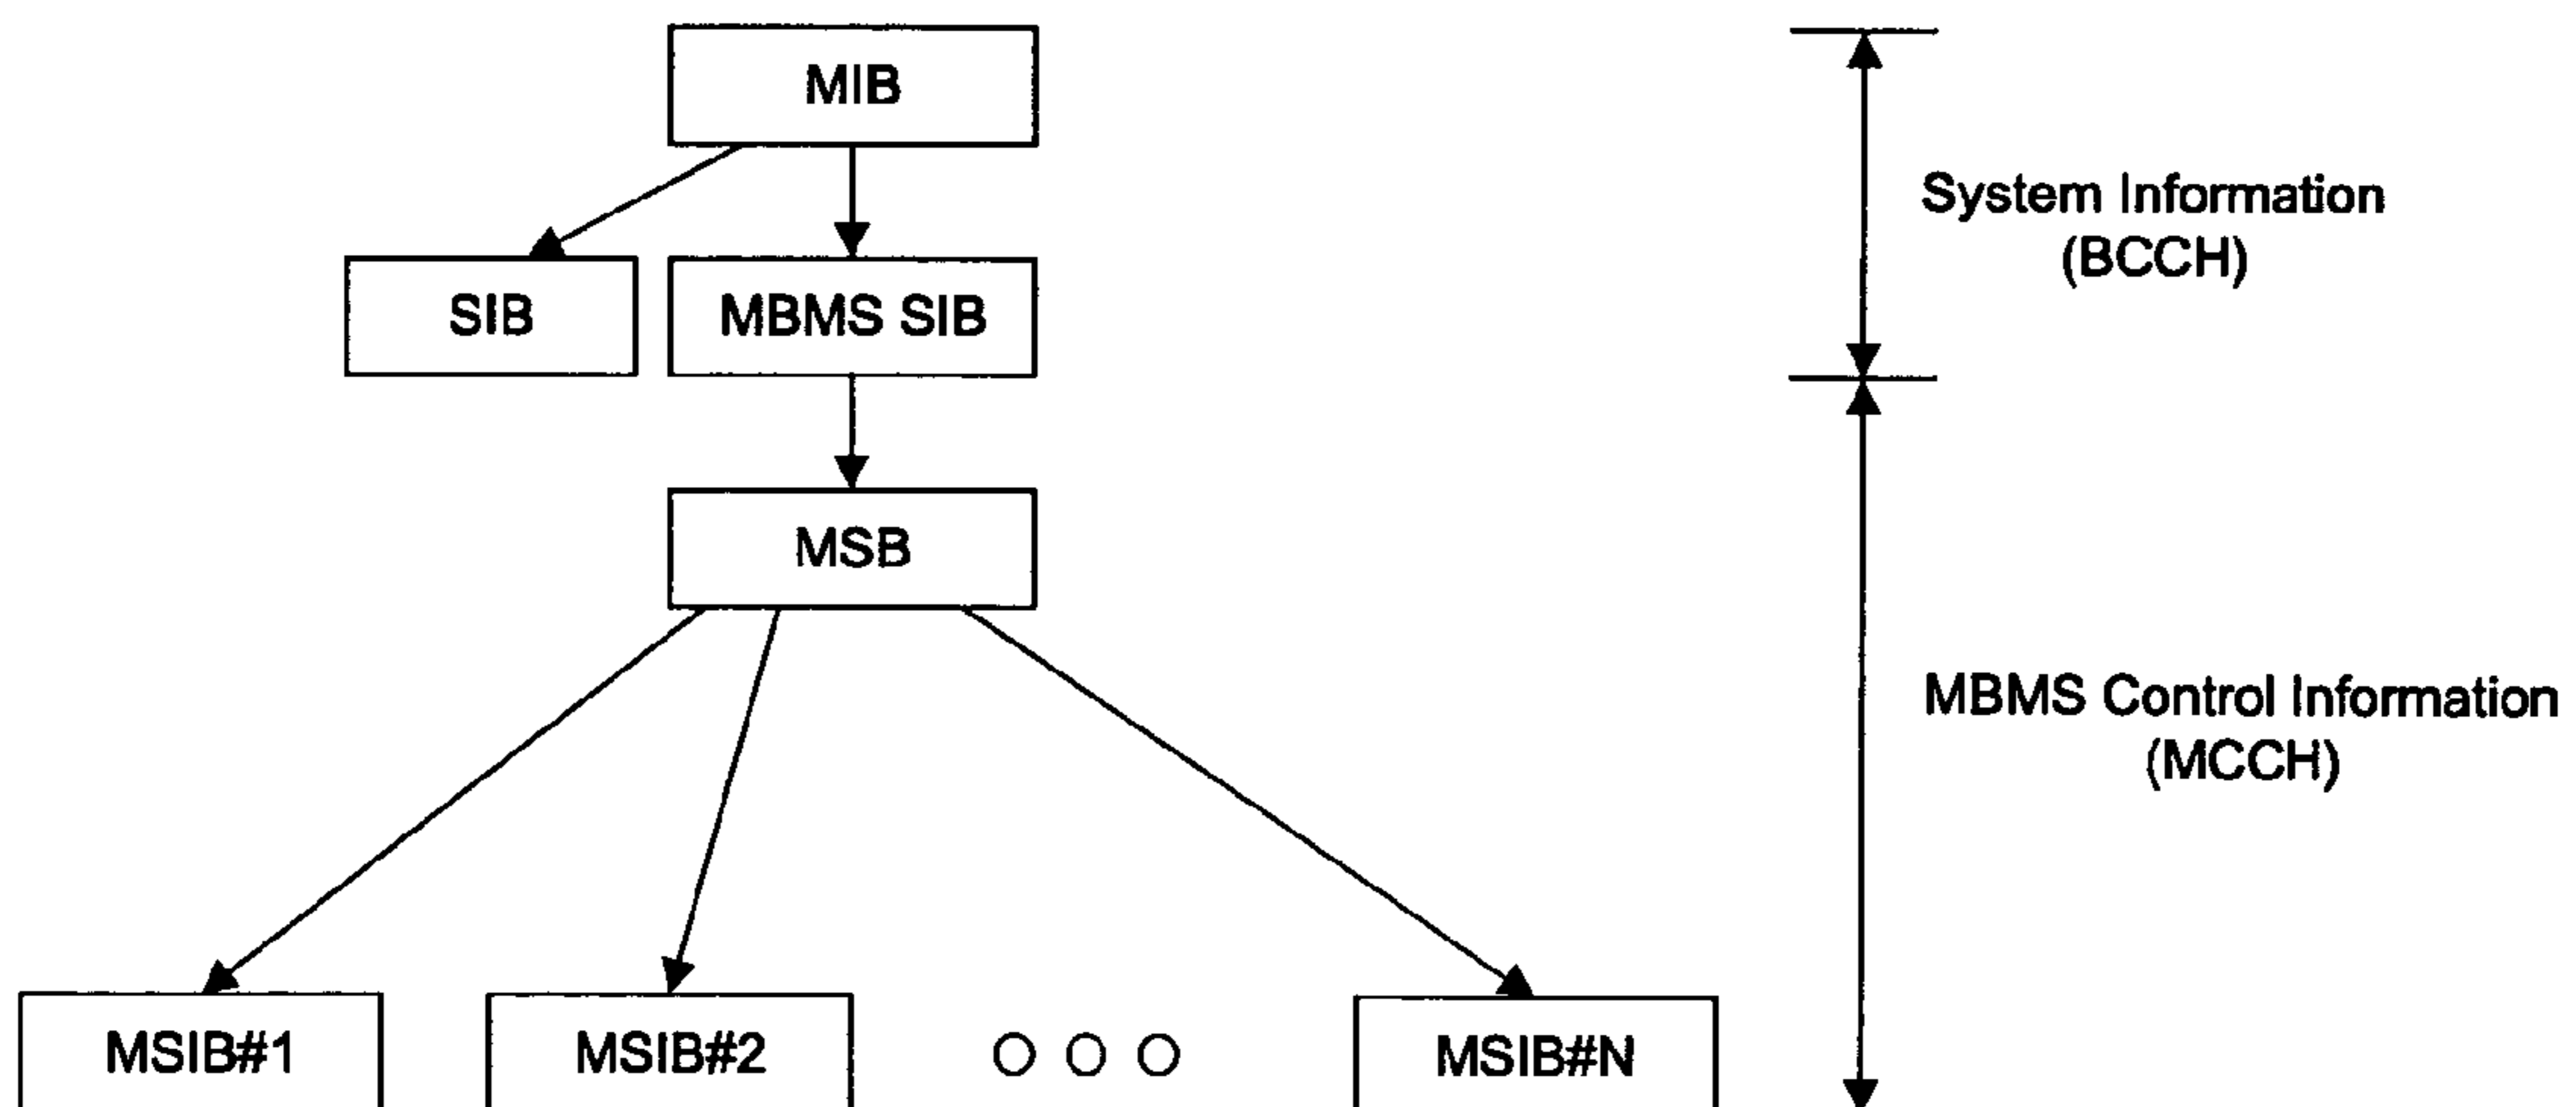 MIB
System Information
(BCCH)
SIB
MBMS SIB
MSB
MBMS Control Information
(MCCH)
MSIB#1
MSIB#2
MSIB#N